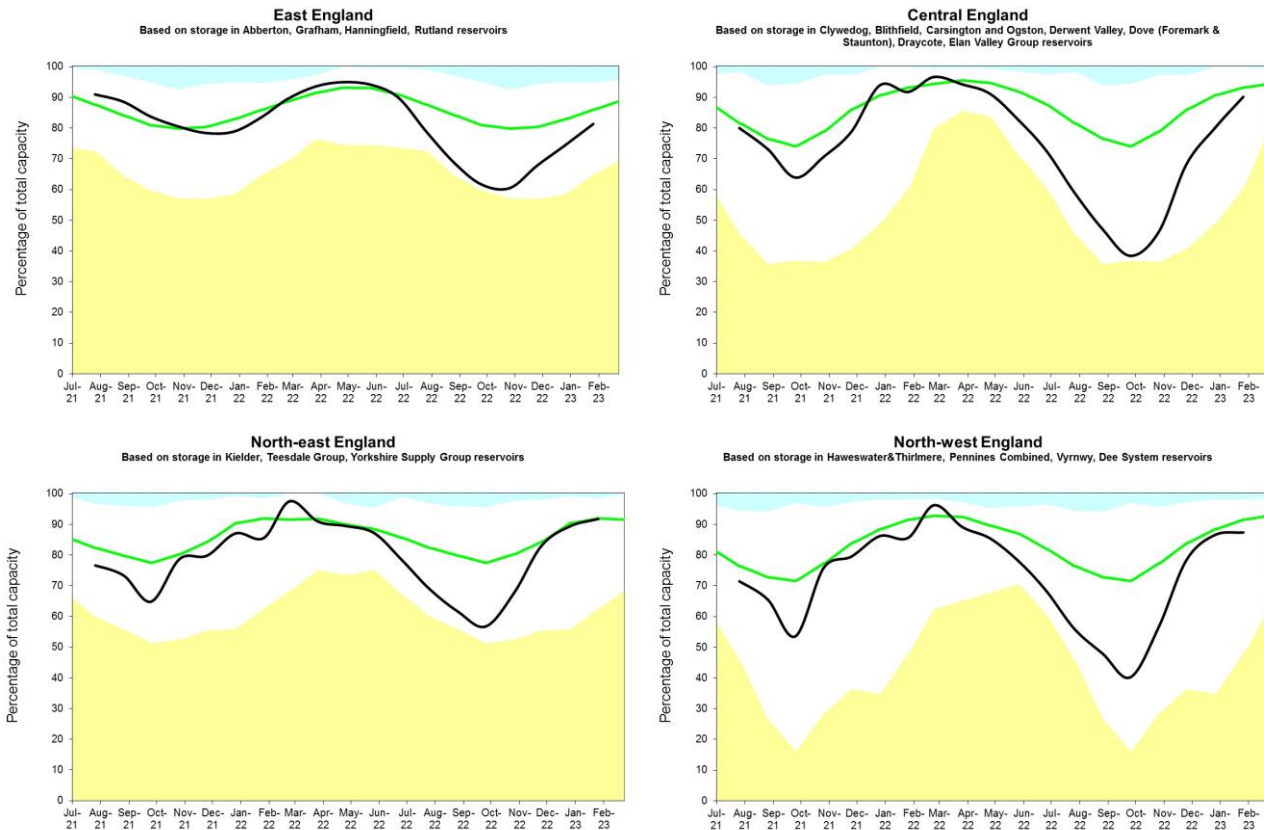 East England
Based on storage in Abberton, Grafham, Hanningfield, Rutland reservoirs
Percentage of total capacity
100
90
80
70
60
50
40
30
20
10
0
Jul- Aug- Sep- Oct- Nov- Dec- Jan- Feb- Mar- Apr- May- Jun- Jul- Aug- Sep- Oct- Nov- Dec- Jan- Feb-
21 21 21 21 21 21 22 22 22 22 22 22 22 22 22 22 22 22 23 23
Central England
Based on storage in Clywedog, Blithfield, Carsington and Ogston, Derwent Valley, Dove (Foremark &
Staunton), Draycote, Elan Valley Group reservoirs
Percentage of total capacity
100
90
80
70
60
50
40
30
20
10
0
Jul- Aug- Sep- Oct- Nov- Dec- Jan- Feb- Mar- Apr- May- Jun- Jul- Aug- Sep- Oct- Nov- Dec- Jan- Feb-
21 21 21 21 21 21 22 22 22 22 22 22 22 22 22 22 22 22 23 23
North-east England
Based on storage in Kielder, Teesdale Group, Yorkshire Supply Group reservoirs
Percentage of total capacity
100
90
80
70
60
50
40
30
20
10
0
Jul- Aug- Sep- Oct- Nov- Dec- Jan- Feb- Mar- Apr- May- Jun- Jul- Aug- Sep- Oct- Nov- Dec- Jan- Feb-
21 21 21 21 21 21 22 22 22 22 22 22 22 22 22 22 22 22 23 23
North-west England
Based on storage in Haweswater&Thirlmere, Pennines Combined, Vyrnwy, Dee System reservoirs
Percentage of total capacity
100
90
80
70
60
50
40
30
20
10
0
Jul- Aug- Sep- Oct- Nov- Dec- Jan- Feb- Mar- Apr- May- Jun- Jul- Aug- Sep- Oct- Nov- Dec- Jan- Feb-
21 21 21 21 21 21 22 22 22 22 22 22 22 22 22 22 22 22 23 23